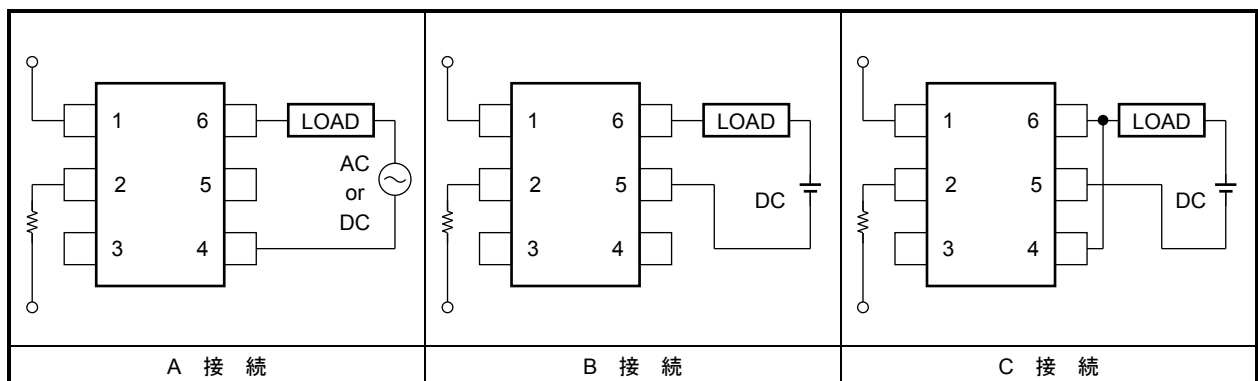 1 6 LOAD
2 5 AC or DC
3 4
A 接 続
1 6 LOAD
2 5 DC
3 4
B 接 続
1 6 LOAD
2 5 DC
3 4
C 接 続